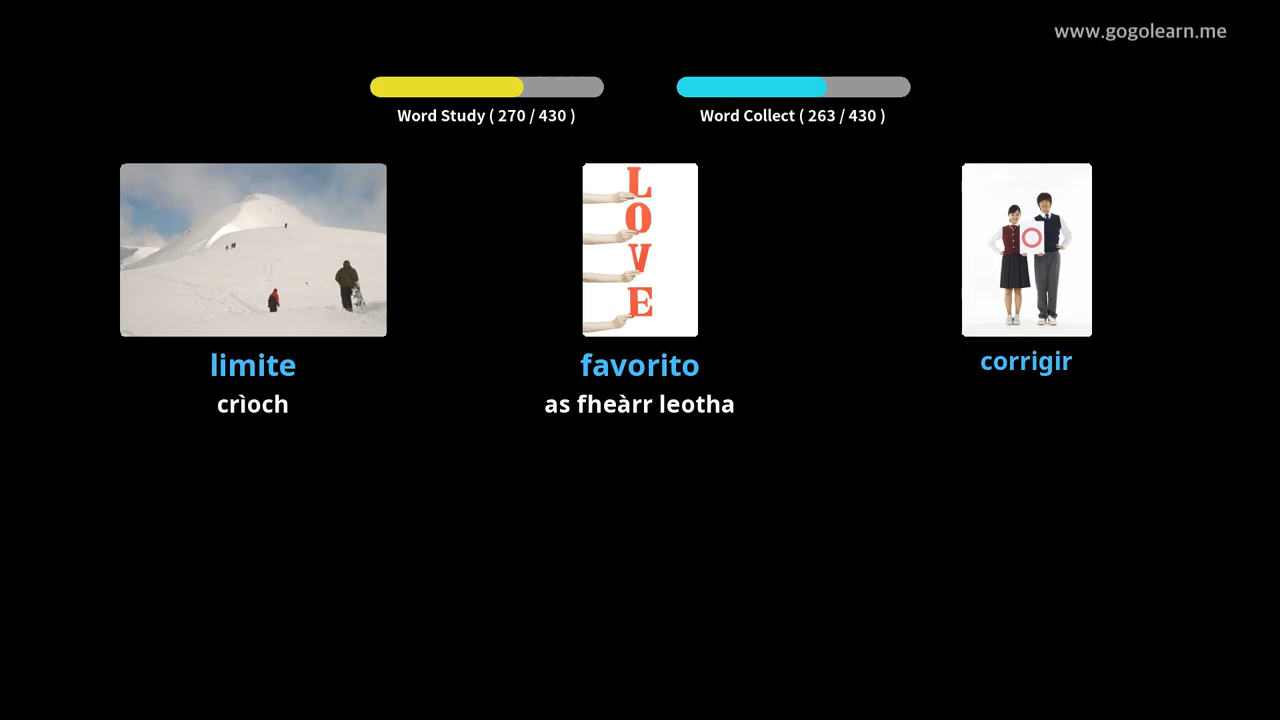 www.gogolearn.me
Word Study ( 270 / 430 )
Word Collect ( 263 / 430 )
LOVE
limite
favorito
corrigir
crìoch
as fheàrr leotha